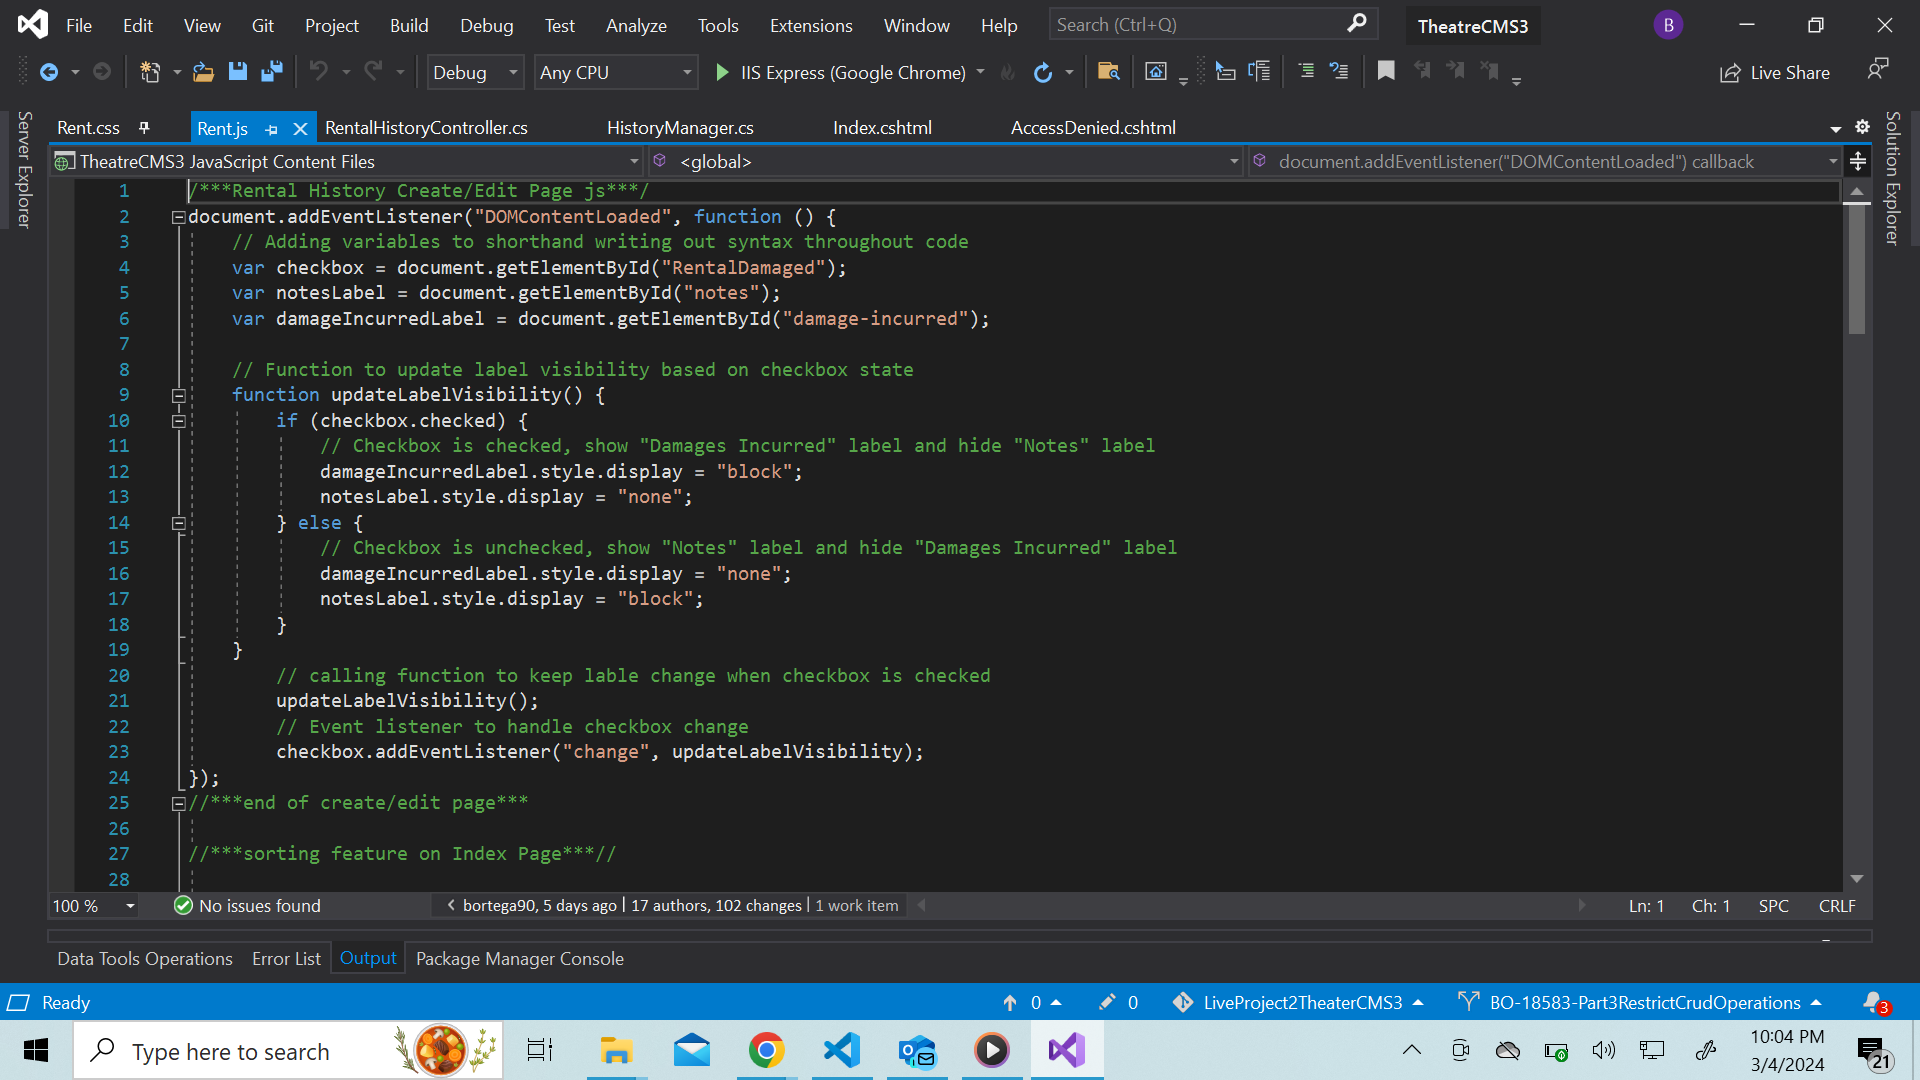 File Edit View Git Project Build Debug Test Analyze Tools Extensions Window Help Search (Ctrl+Q) TheatreCMS3 B
Debug Any CPU IIS Express (Google Chrome) Live Share
Server Explorer
Solution Explorer
Rent.css Rent.js RentalHistoryController.cs HistoryManager.cs Index.cshtml AccessDenied.cshtml
TheatreCMS3 JavaScript Content Files <global> document.addEventListener("DOMContentLoaded") callback
1 /***Rental History Create/Edit Page js***/
2 document.addEventListener("DOMContentLoaded", function () {
3 // Adding variables to shorthand writing out syntax throughout code
4 var checkbox = document.getElementById("RentalDamaged");
5 var notesLabel = document.getElementById("notes");
6 var damageIncurredLabel = document.getElementById("damage-incurred");
7
8 // Function to update label visibility based on checkbox state
9 function updateLabelVisibility() {
10 if (checkbox.checked) {
11 // Checkbox is checked, show "Damages Incurred" label and hide "Notes" label
12 damageIncurredLabel.style.display = "block";
13 notesLabel.style.display = "none";
14 } else {
15 // Checkbox is unchecked, show "Notes" label and hide "Damages Incurred" label
16 damageIncurredLabel.style.display = "none";
17 notesLabel.style.display = "block";
18 }
19 }
20 // calling function to keep lable change when checkbox is checked
21 updateLabelVisibility();
22 // Event listener to handle checkbox change
23 checkbox.addEventListener("change", updateLabelVisibility);
24 });
25 //***end of create/edit page***
26
27 //***sorting feature on Index Page***//
28
100 % No issues found < bortega90, 5 days ago | 17 authors, 102 changes | 1 work item Ln: 1 Ch: 1 SPC CRLF
Data Tools Operations Error List Output Package Manager Console
Ready 0 0 LiveProject2TheaterCMS3 BO-18583-Part3RestrictCrudOperations 3
Type here to search 10:04 PM
3/4/2024 21